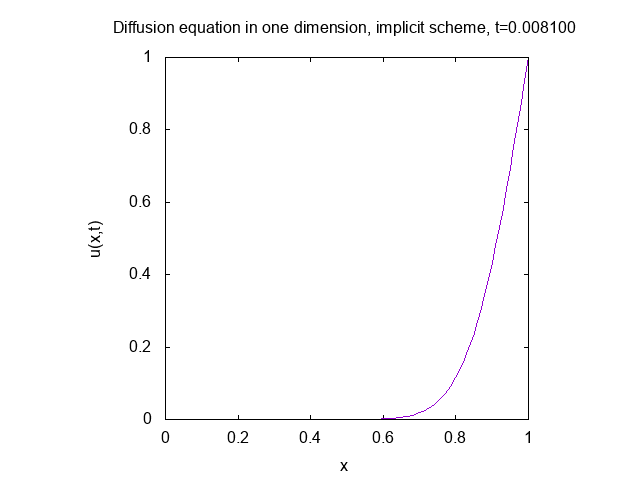 Diffusion equation in one dimension, implicit scheme, t=0.008100
1
0.8
0.6
0.4
0.2
0
u(x,t)
0 0.2 0.4 0.6 0.8 1
x